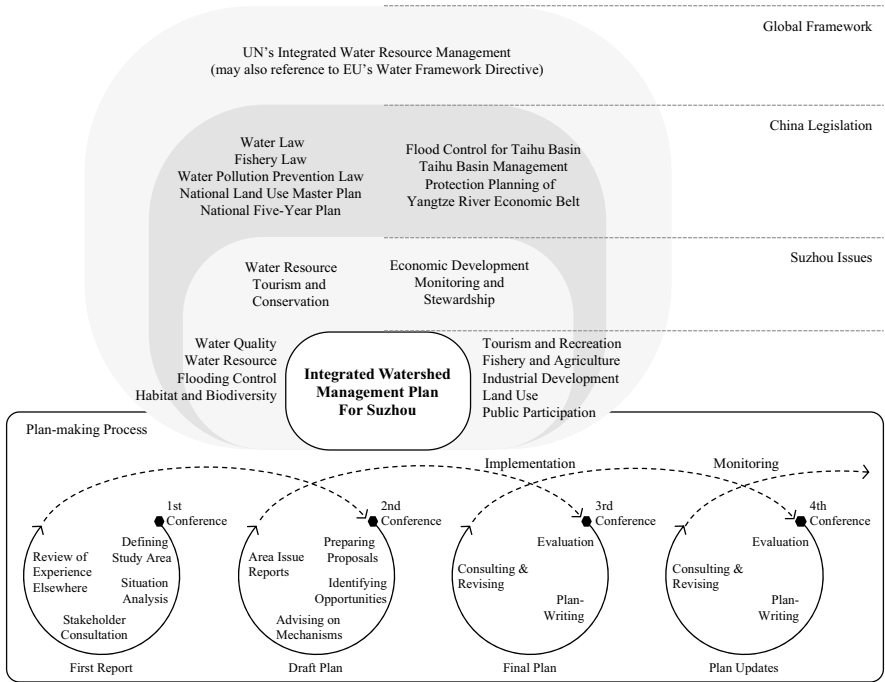 Global Framework
UN's Integrated Water Resource Management
(may also reference to EU's Water Framework Directive)
China Legislation
Water Law
Fishery Law
Water Pollution Prevention Law
National Land Use Master Plan
National Five-Year Plan
Flood Control for Taihu Basin
Taihu Basin Management
Protection Planning of
Yangtze River Economic Belt
Suzhou Issues
Water Resource
Tourism and
Conservation
Economic Development
Monitoring and
Stewardship
Water Quality
Water Resource
Flooding Control
Habitat and Biodiversity
Integrated Watershed
Management Plan
For Suzhou
Tourism and Recreation
Fishery and Agriculture
Industrial Development
Land Use
Public Participation
Plan-making Process
Implementation
Monitoring
1st
Conference
Defining
Study Area
Review of
Experience
Elsewhere
Situation
Analysis
Stakeholder
Consultation
First Report
2nd
Conference
Preparing
Proposals
Area Issue
Reports
Identifying
Opportunities
Advising on
Mechanisms
Draft Plan
3rd
Conference
Evaluation
Consulting &
Revising
Plan-
Writing
Final Plan
4th
Conference
Evaluation
Consulting &
Revising
Plan-
Writing
Plan Updates